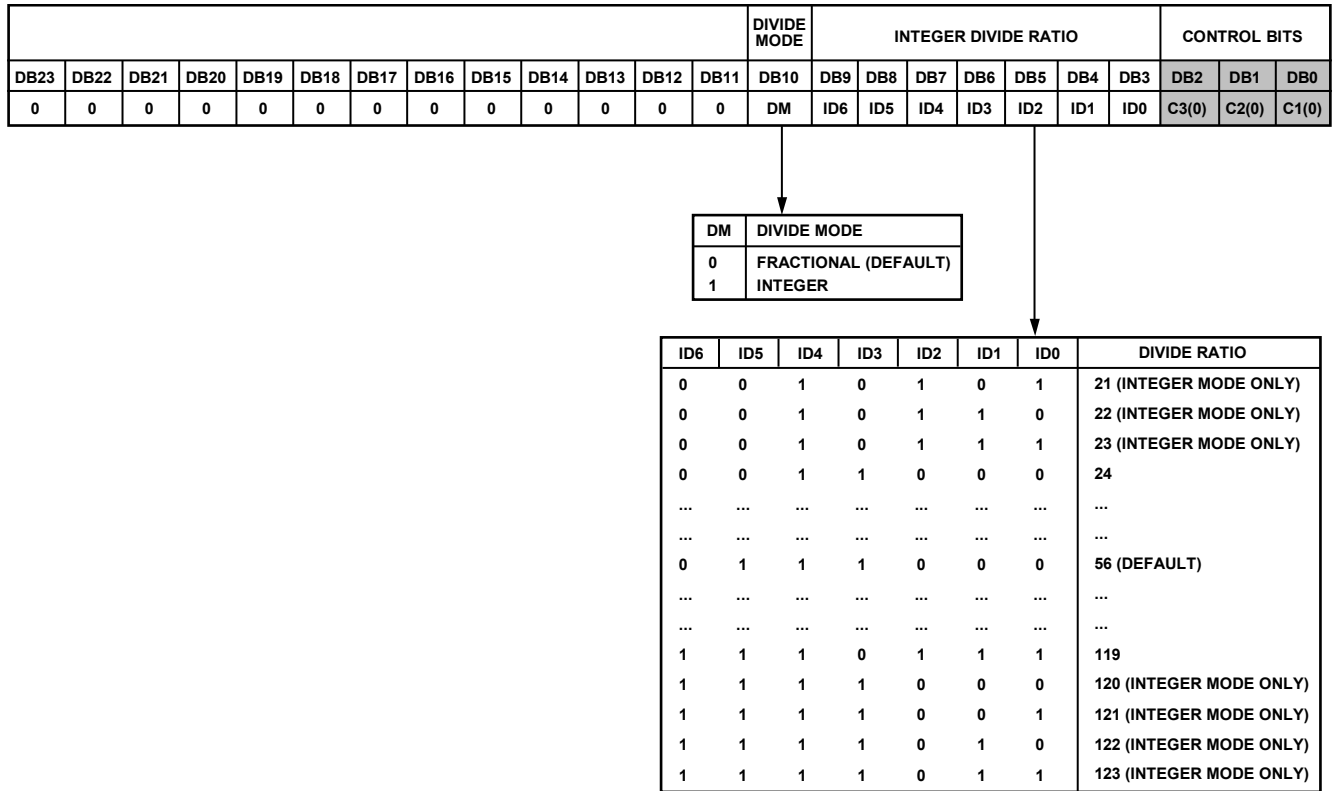 DIVIDE MODE INTEGER DIVIDE RATIO CONTROL BITS
DB23 DB22 DB21 DB20 DB19 DB18 DB17 DB16 DB15 DB14 DB13 DB12 DB11 DB10 DB9 DB8 DB7 DB6 DB5 DB4 DB3 DB2 DB1 DB0
0 0 0 0 0 0 0 0 0 0 0 0 0 DM ID6 ID5 ID4 ID3 ID2 ID1 ID0 C3(0) C2(0) C1(0)
DM DIVIDE MODE
0 FRACTIONAL (DEFAULT)
1 INTEGER
ID6 ID5 ID4 ID3 ID2 ID1 ID0 DIVIDE RATIO
0 0 1 0 1 0 1 21 (INTEGER MODE ONLY)
0 0 1 0 1 1 0 22 (INTEGER MODE ONLY)
0 0 1 0 1 1 1 23 (INTEGER MODE ONLY)
0 0 1 1 0 0 0 24
... ... ... ... ... ... ... ...
... ... ... ... ... ... ... ...
0 1 1 1 0 0 0 56 (DEFAULT)
... ... ... ... ... ... ... ...
... ... ... ... ... ... ... ...
1 1 1 0 1 1 1 119
1 1 1 1 0 0 0 120 (INTEGER MODE ONLY)
1 1 1 1 0 0 1 121 (INTEGER MODE ONLY)
1 1 1 1 0 1 0 122 (INTEGER MODE ONLY)
1 1 1 1 0 1 1 123 (INTEGER MODE ONLY)